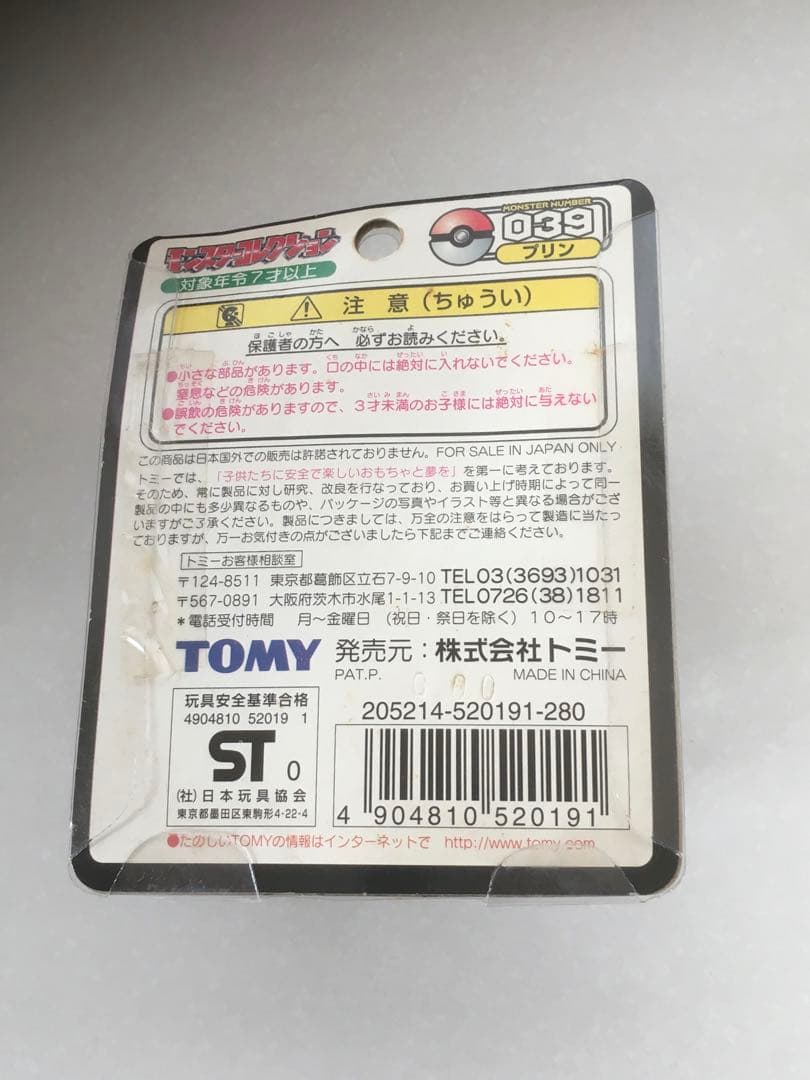 モンスターコレクション
対象年令7才以上
MONSTER NUMBER
039
プリン
注意(ちゅうい)
保護者の方へ 必ずお読みください。
●小さな部品があります。口の中には絶対に入れないでください。
窒息などの危険があります。
●誤飲の危険がありますので、3才未満のお子様には絶対に与えない
でください。
この商品は日本国外での販売は許諾されておりません。FOR SALE IN JAPAN ONLY
トミーでは、「子供たちに安全で楽しいおもちゃと夢を」を第一に考えております。
そのため、常に製品に対し研究、改良を行なっており、お買い上げ時期によって同一
製品の中にも多少異なるものや、パッケージの写真やイラスト等と異なる場合がござ
いますがご了承ください。製品につきましては、万全の注意をはらって製造に当たっ
ておりますが、万一お気付きの点がございましたら下記までご連絡ください。
トミーお客様相談室
〒124-8511 東京都葛飾区立石7-9-10 TEL03(3693)1031
〒567-0891 大阪府茨木市水尾1-1-13 TEL0726(38)1811
*電話受付時間 月~金曜日 (祝日・祭日を除く) 10~17時
TOMY 発売元:株式会社トミー
PAT.P. MADE IN CHINA
玩具安全基準合格
4904810 52019 1
ST 0
(社)日本玩具協会
東京都墨田区東駒形4-22-4
205214-520191-280
4 904810 520191
●たのしいTOMYの情報はインターネットで http://www.tomy.com